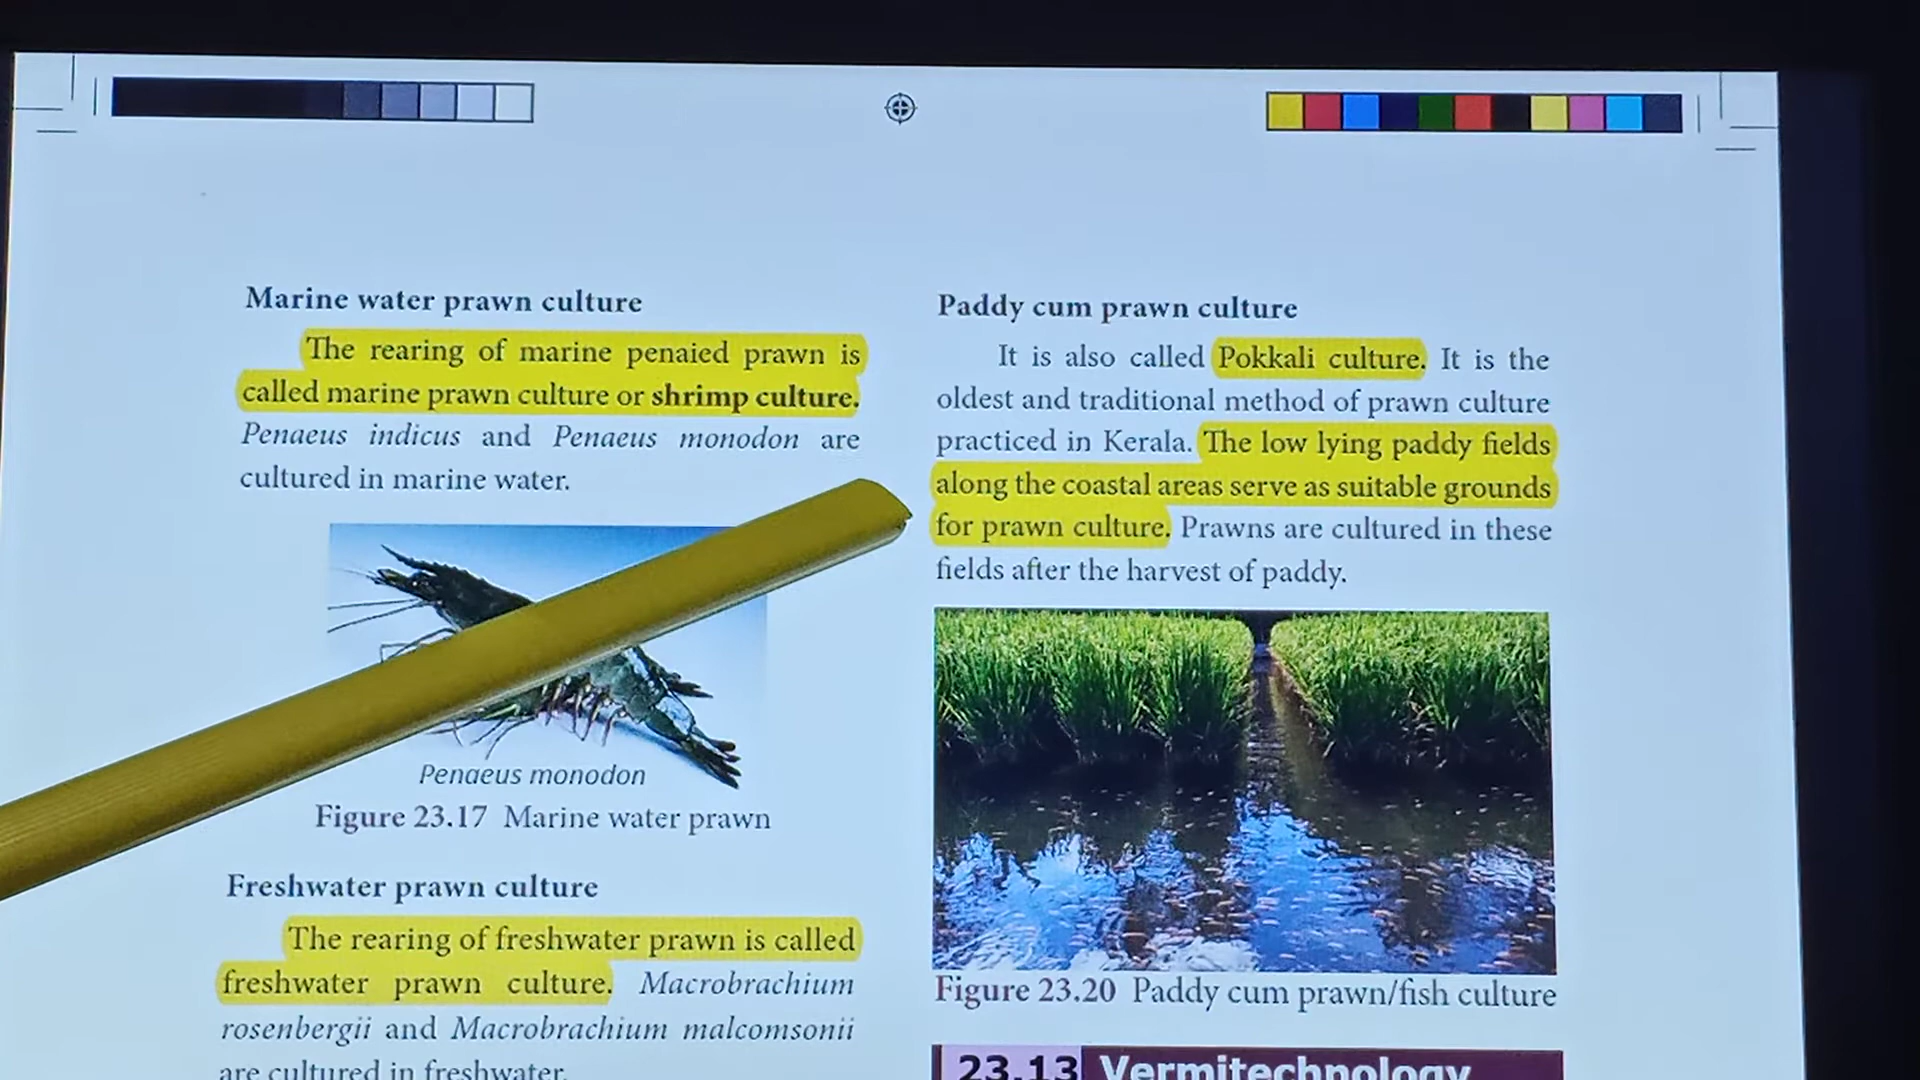 Marine water prawn culture
The rearing of marine penaied prawn is
called marine prawn culture or shrimp culture.
Penaeus indicus and Penaeus monodon are
cultured in marine water.
Penaeus monodon
Figure 23.17 Marine water prawn
Freshwater prawn culture
The rearing of freshwater prawn is called
freshwater prawn culture. Macrobrachium
rosenbergii and Macrobrachium malcomsonii
are cultured in freshwater.
Paddy cum prawn culture
It is also called Pokkali culture. It is the
oldest and traditional method of prawn culture
practiced in Kerala. The low lying paddy fields
along the coastal areas serve as suitable grounds
for prawn culture. Prawns are cultured in these
fields after the harvest of paddy.
Figure 23.20 Paddy cum prawn/fish culture
23.13 Vermitechnology